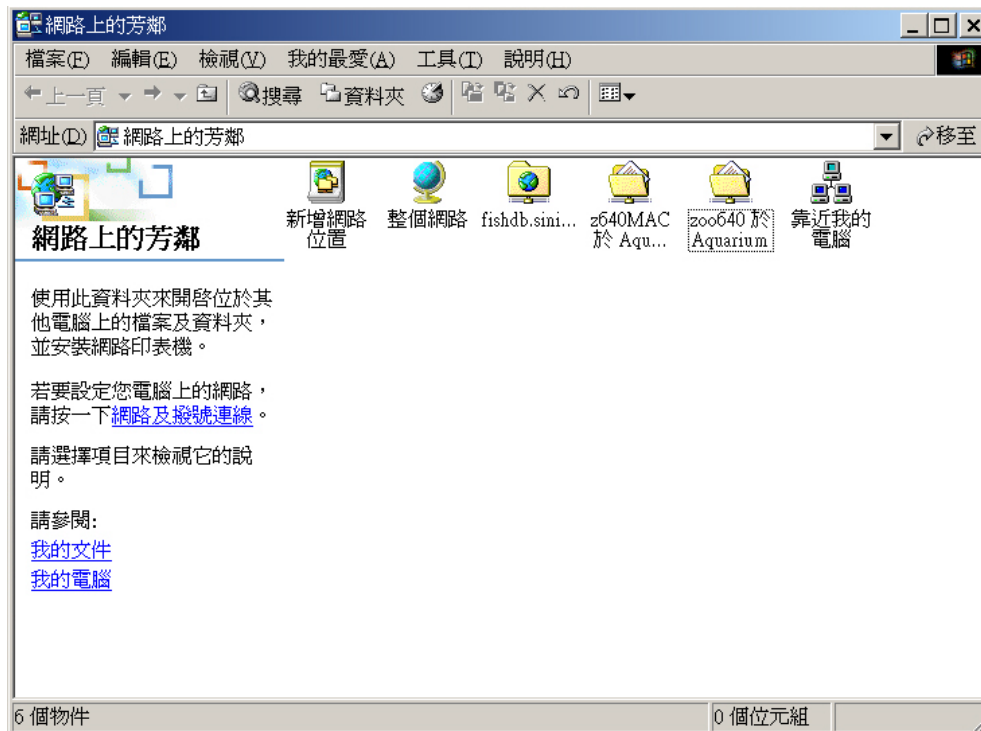 網路上的芳鄰
檔案(F) 編輯(E) 檢視(V) 我的最愛(A) 工具(T) 說明(H)
上一頁 搜尋 資料夾
網址(D) 網路上的芳鄰 移至
網路上的芳鄰
使用此資料夾來開啓位於其
他電腦上的檔案及資料夾，
並安裝網路印表機。
若要設定您電腦上的網路，
請按一下網路及撥號連線。
請選擇項目來檢視它的說
明。
請參閱:
我的文件
我的電腦
新增網路
位置
整個網路
fishdb.sini...
z640MAC
於 Aqu...
zoo640 於
Aquarium
靠近我的
電腦
6 個物件 0 個位元組